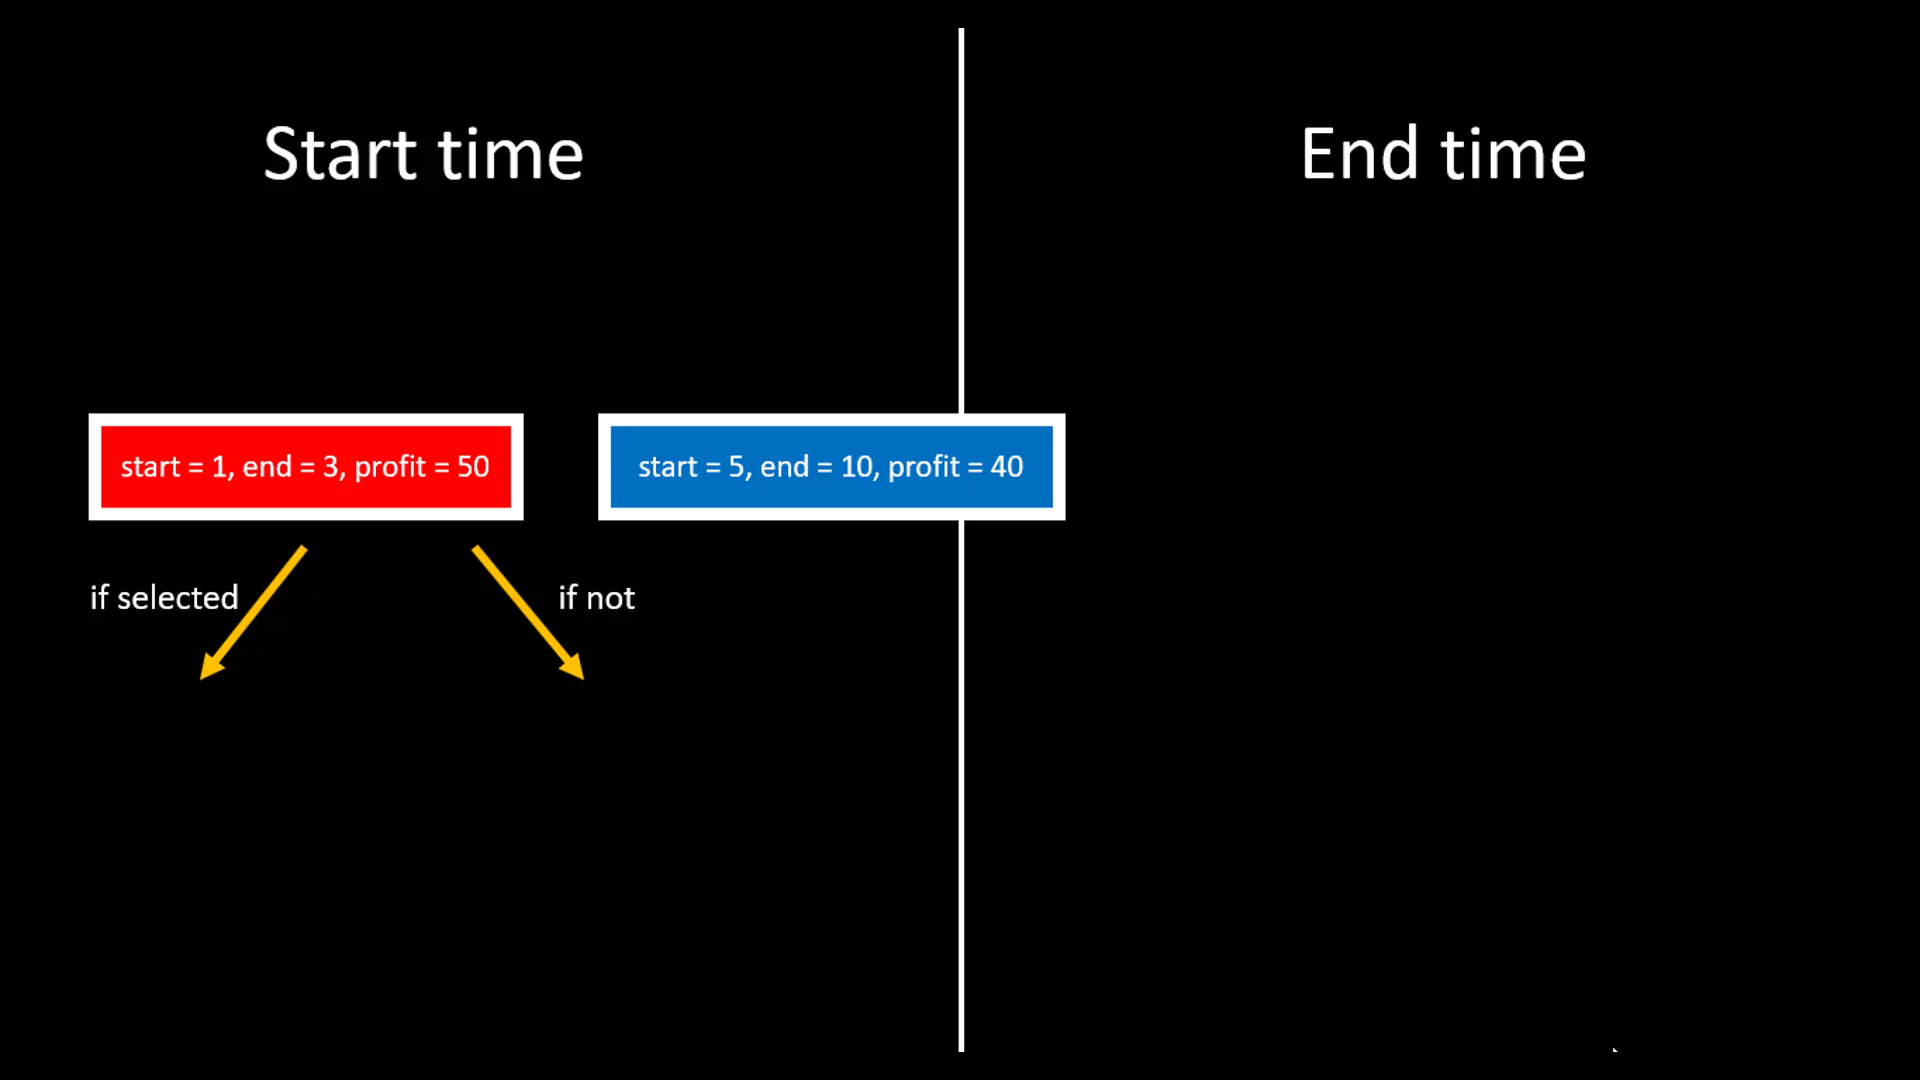 Start time
End time
start = 1, end = 3, profit = 50
start = 5, end = 10, profit = 40
if selected
if not